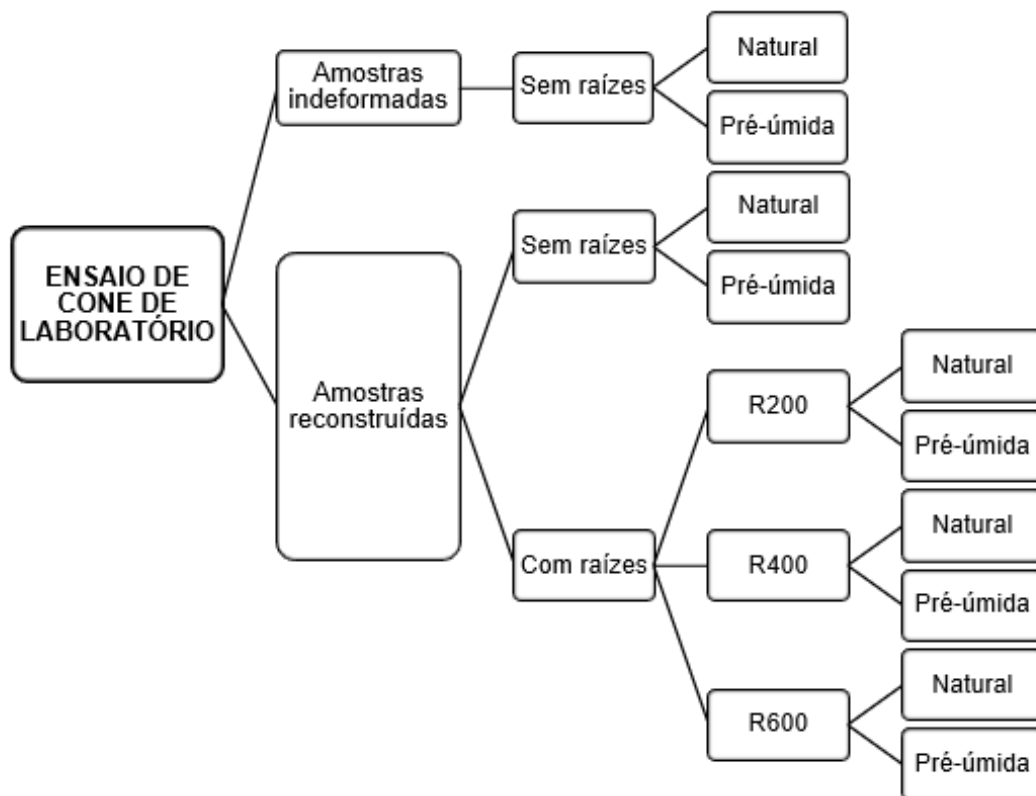 ENSAIO DE
CONE DE
LABORATÓRIO
Amostras
indeformadas
Sem raízes
Natural
Pré-úmida
Amostras
reconstruídas
Sem raízes
Natural
Pré-úmida
Com raízes
R200
Natural
Pré-úmida
R400
Natural
Pré-úmida
R600
Natural
Pré-úmida